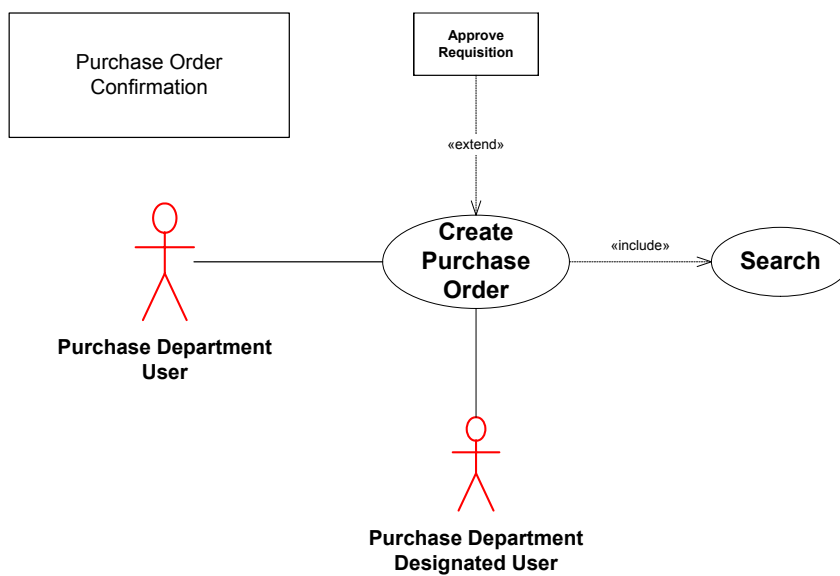 Purchase Order
Confirmation
Approve
Requisition
«extend»
Create
Purchase
Order
«include»
Search
Purchase Department
User
Purchase Department
Designated User